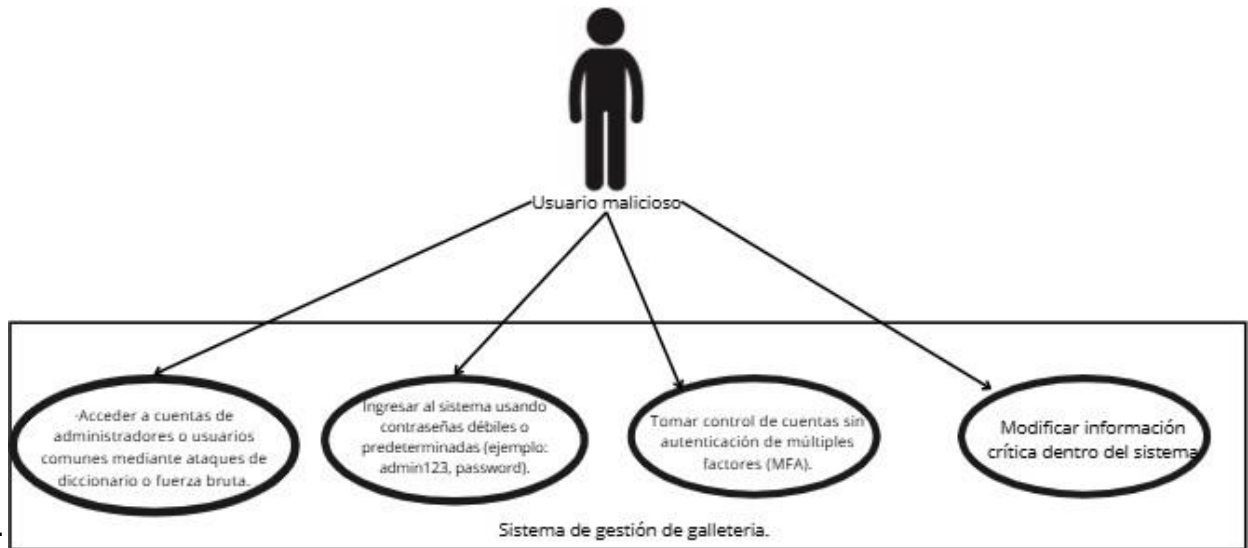 Usuario malicioso
·Acceder a cuentas de
administradores o usuarios
comunes mediante ataques de
diccionario o fuerza bruta.
Ingresar al sistema usando
contraseñas débiles o
predeterminadas (ejemplo:
admin123, password).
Tomar control de cuentas sin
autenticación de múltiples
factores (MFA).
Modificar información
crítica dentro del sistema
Sistema de gestión de galleteria.
.